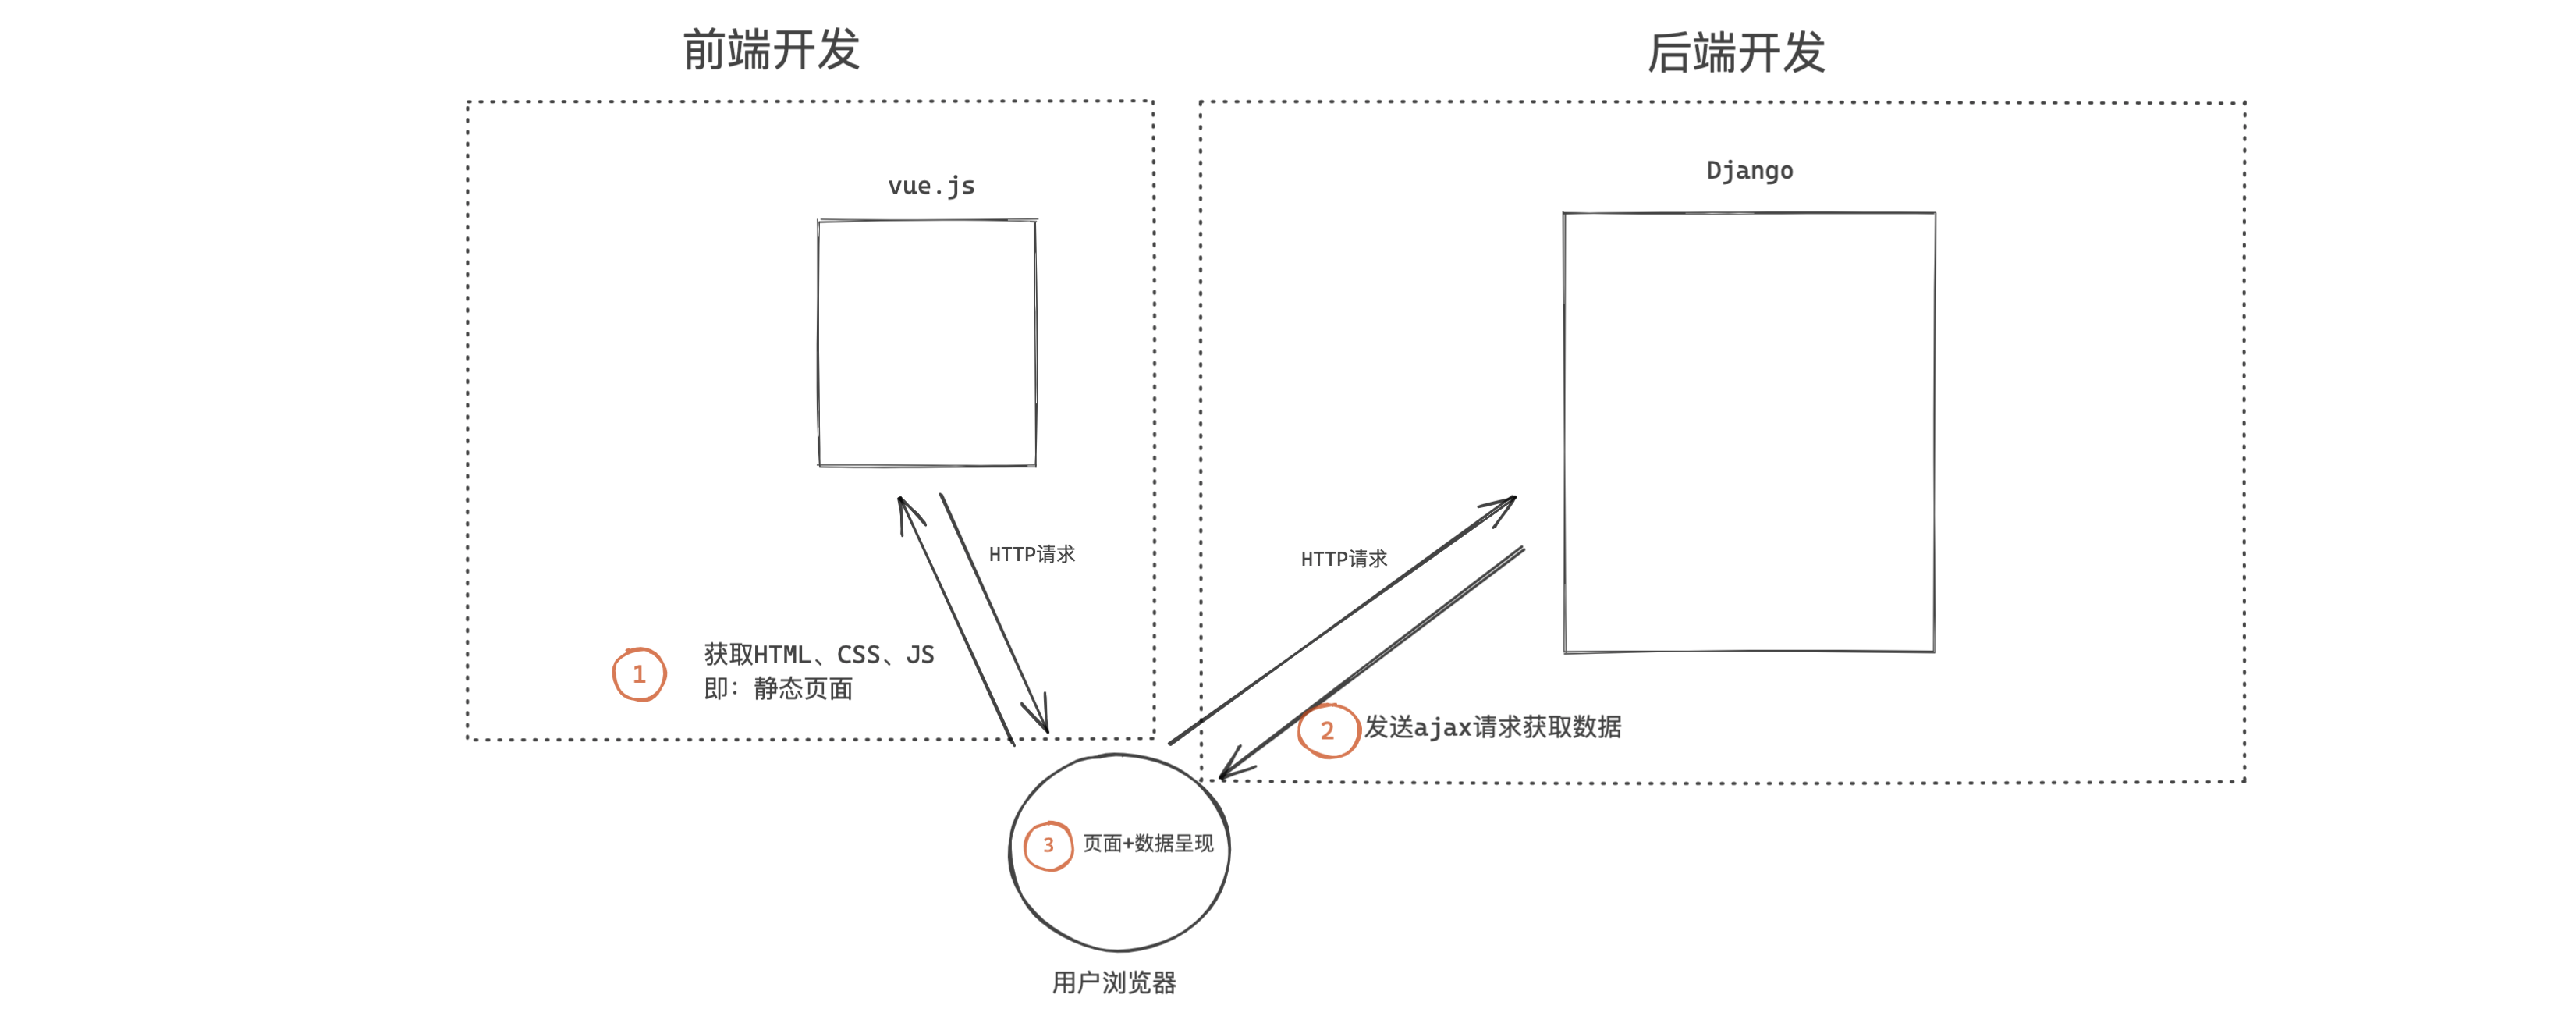 前端开发
后端开发
vue.js
Django
HTTP请求
HTTP请求
1
获取HTML、CSS、JS
即：静态页面
2
发送ajax请求获取数据
3
页面+数据呈现
用户浏览器